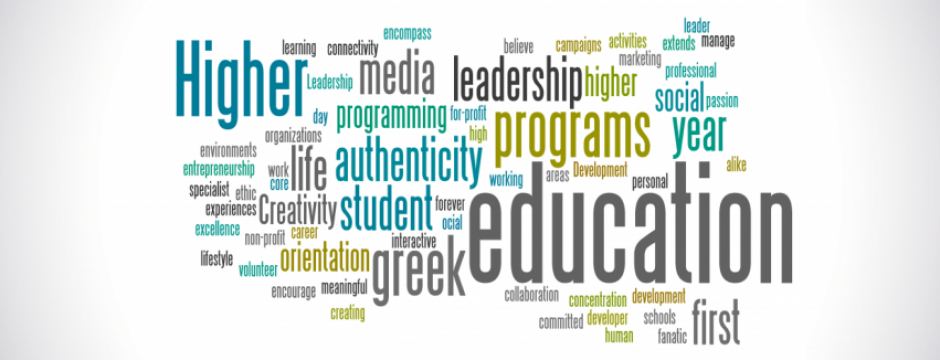 leader
encompass
learning connectivity
believe campaigns activities extends manage
marketing
Higher Leadership media leadership higher professional
social passion
day programming for-profit
organizations high programs year
environments
entrepreneurship work life authenticity
core working areas Development personal alike
specialist ethic
experiences Creativity student forever education
excellence ocial
non-profit career interactive
lifestyle volunteer orientation greek
encourage meaningful
collaboration concentration development
creating
committed developer schools first
human fanatic